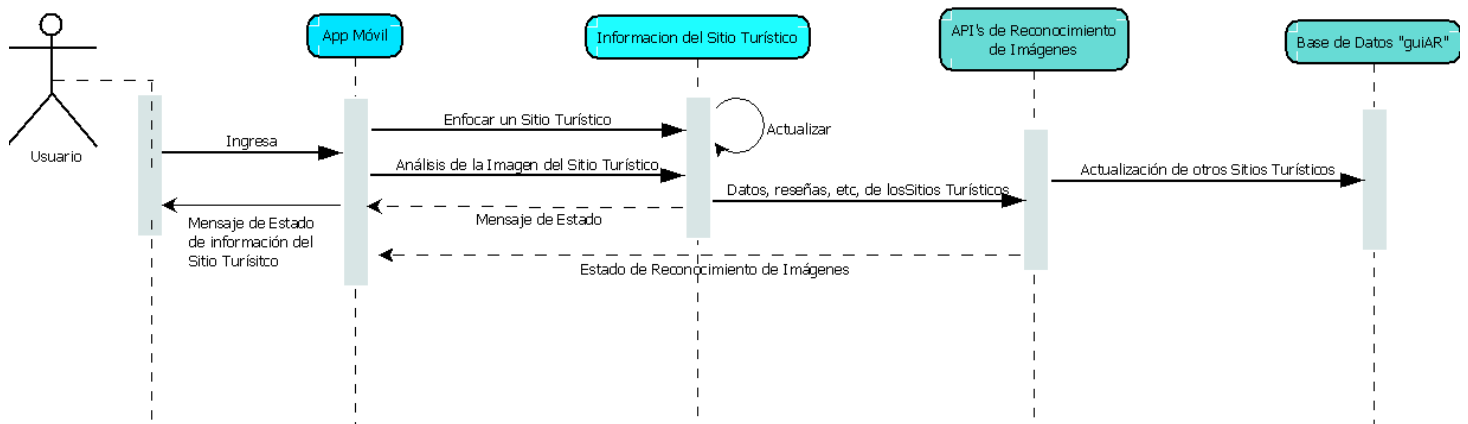 App Móvil
Informacion del Sitio Turístico
API's de Reconocimiento
de Imágenes
Base de Datos "guiAR"
Usuario
Ingresa
Enfocar un Sitio Turístico
Actualizar
Análisis de la Imagen del Sitio Turístico
Datos, reseñas, etc, de losSitios Turísticos
Actualización de otros Sitios Turísticos
Mensaje de Estado
Mensaje de Estado
de información del
Sitio Turísitco
Estado de Reconocimiento de Imágenes